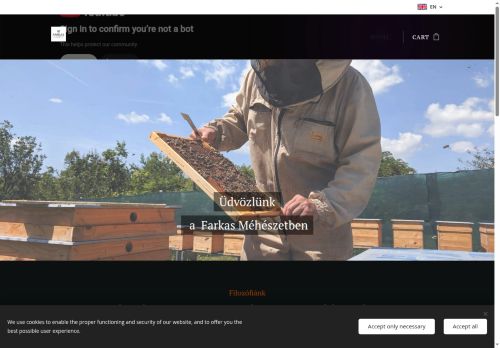 EN
Sign in to confirm you're not a bot
This helps protect our community
FARKAS
CART
Üdvözlünk
a Farkas Méhészetben
Filozófiánk
We use cookies to enable the proper functioning and security of our website, and to offer you the
best possible user experience.
Accept only necessary
Accept all